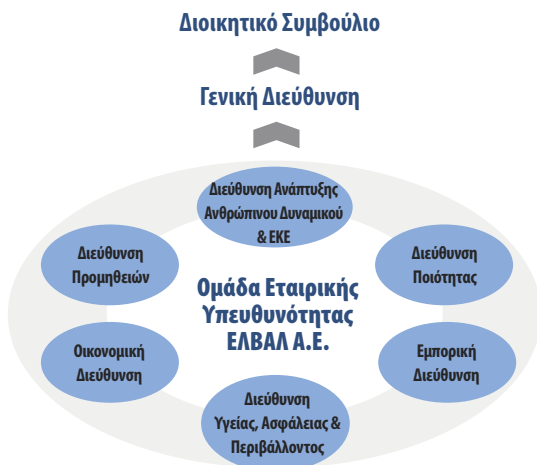 Διοικητικό Συμβούλιο
Γενική Διεύθυνση
Διεύθυνση Ανάπτυξης
Ανθρώπινου Δυναμικού
& ΕΚΕ
Διεύθυνση
Προμηθειών
Διεύθυνση
Ποιότητας
Ομάδα Εταιρικής
Υπευθυνότητας
ΕΛΒΑΛ Α.Ε.
Οικονομική
Διεύθυνση
Εμπορική
Διεύθυνση
Διεύθυνση
Υγείας, Ασφάλειας &
Περιβάλλοντος